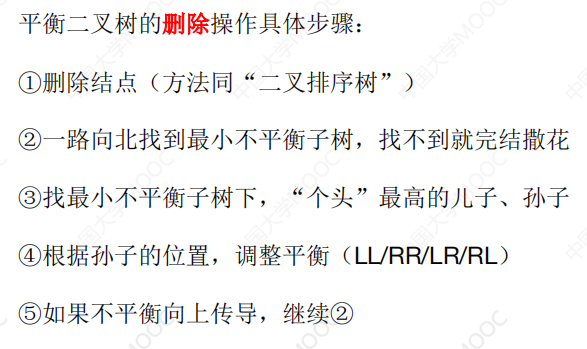 平衡二叉树的删除操作具体步骤：
①删除结点（方法同“二叉排序树”）
②一路向北找到最小不平衡子树，找不到就完结撒花
③找最小不平衡子树下，“个头”最高的儿子、孙子
④根据孙子的位置，调整平衡（LL/RR/LR/RL）
⑤如果不平衡向上传导，继续②